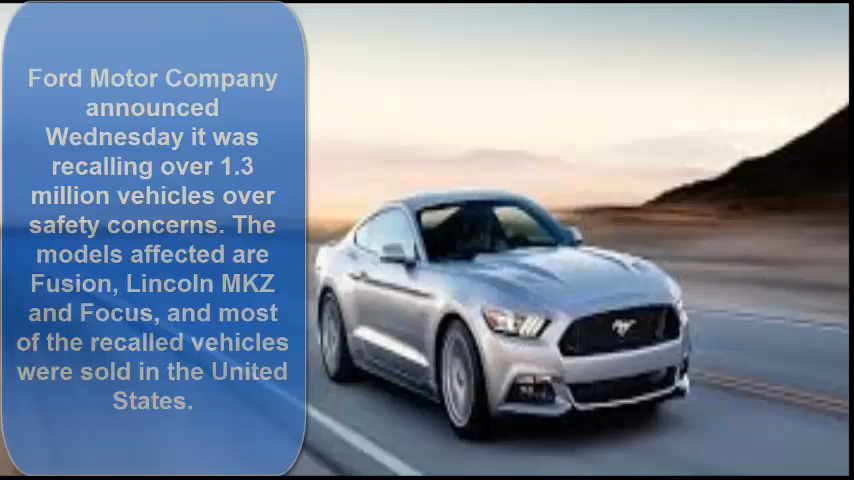 Ford Motor Company
announced
Wednesday it was
recalling over 1.3
million vehicles over
safety concerns. The
models affected are
Fusion, Lincoln MKZ
and Focus, and most
of the recalled vehicles
were sold in the United
States.